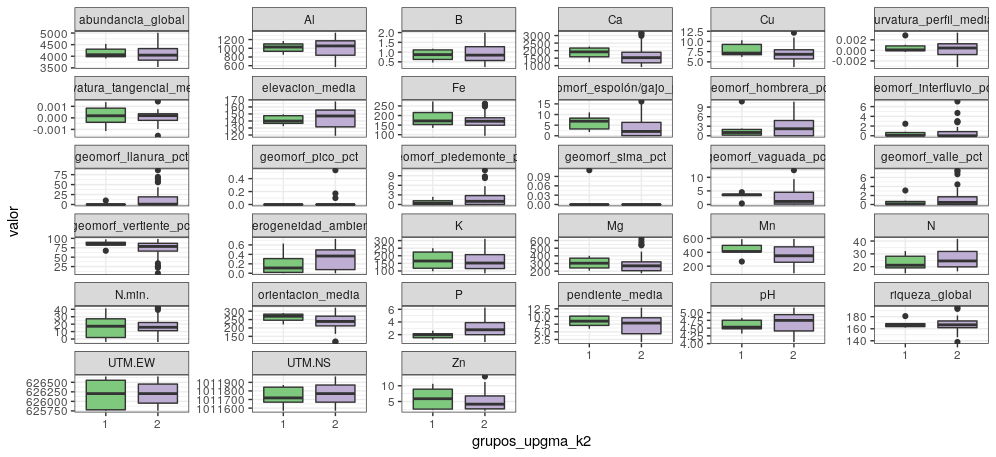 abundancia_global Al B Ca Cu urvatura_perfil_media
5000 4500 4000 3500 1200 1000 800 600 2.0 1.5 1.0 0.5 3000 2500 2000 1500 1000 12.5 10.0 7.5 5.0 0.002 0.000 -0.002
vatura_tangencial_me elevacion_media Fe omorf_espolón/gajo_ eomorf_hombrera_pc eomorf_interfluvio_pc
0.001 0.000 -0.001 170 160 150 140 130 120 250 200 150 100 15 10 5 0 10 6 3 0 6 4 2 0
geomorf_llanura_pct geomorf_pico_pct eomorf_piedemonte_p geomorf_sima_pct geomorf_vaguada_pc geomorf_valle_pct
75 50 25 0 0.4 0.2 0.0 9 6 3 0 0.09 0.06 0.03 0.00 10 5 0 6 4 2 0
geomorf_vertiente_pc erogeneidad_ambien K Mg Mn N
100 75 50 25 0.6 0.4 0.2 0.0 300 250 200 150 100 600 500 400 300 200 600 400 200 40 30 20
N.min. orientacion_media P pendiente_media pH riqueza_global
40 30 20 10 0 300 250 200 150 6 4 2 12.5 10.0 7.5 5.0 2.5 5.00 4.75 4.50 4.25 4.00 180 160 140
UTM.EW UTM.NS Zn
626500 626250 626000 625750 1011900 1011800 1011700 1011600 10 5
1 2 1 2 1 2 1 2 1 2 1 2
valor
grupos_upgma_k2